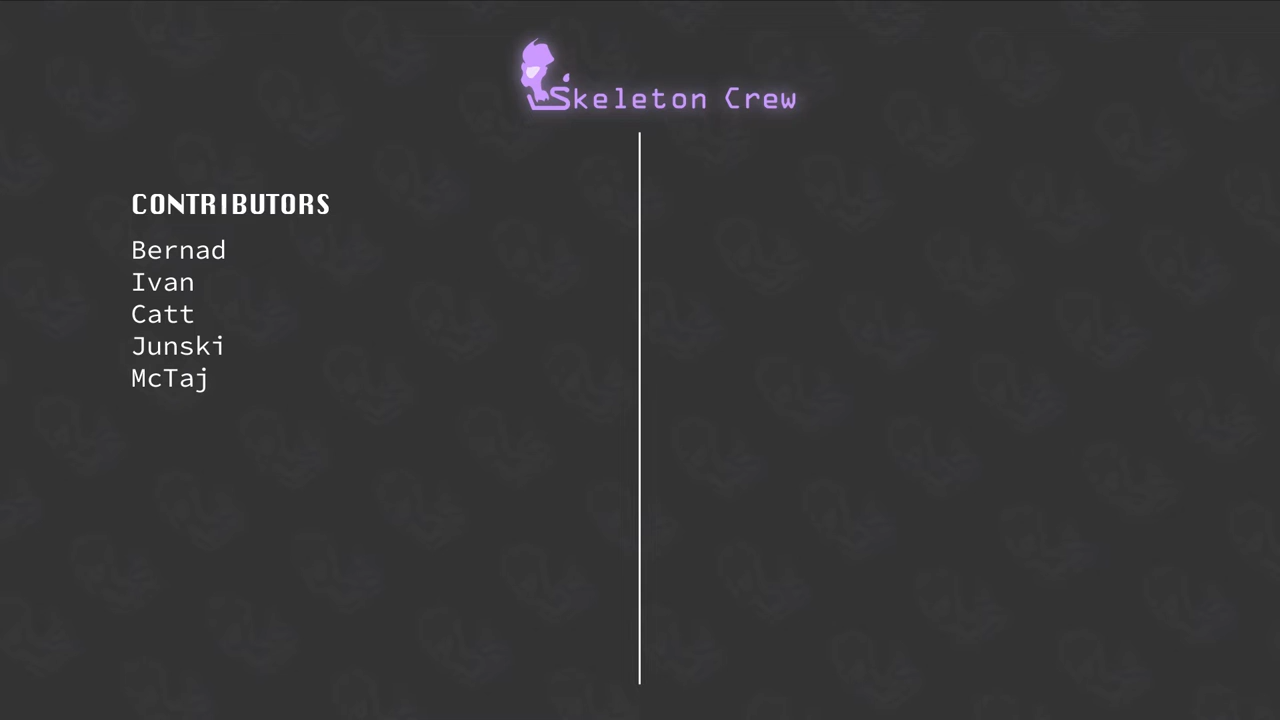 Skeleton Crew
CONTRIBUTORS
Bernad
Ivan
Catt
Junski
McTaj